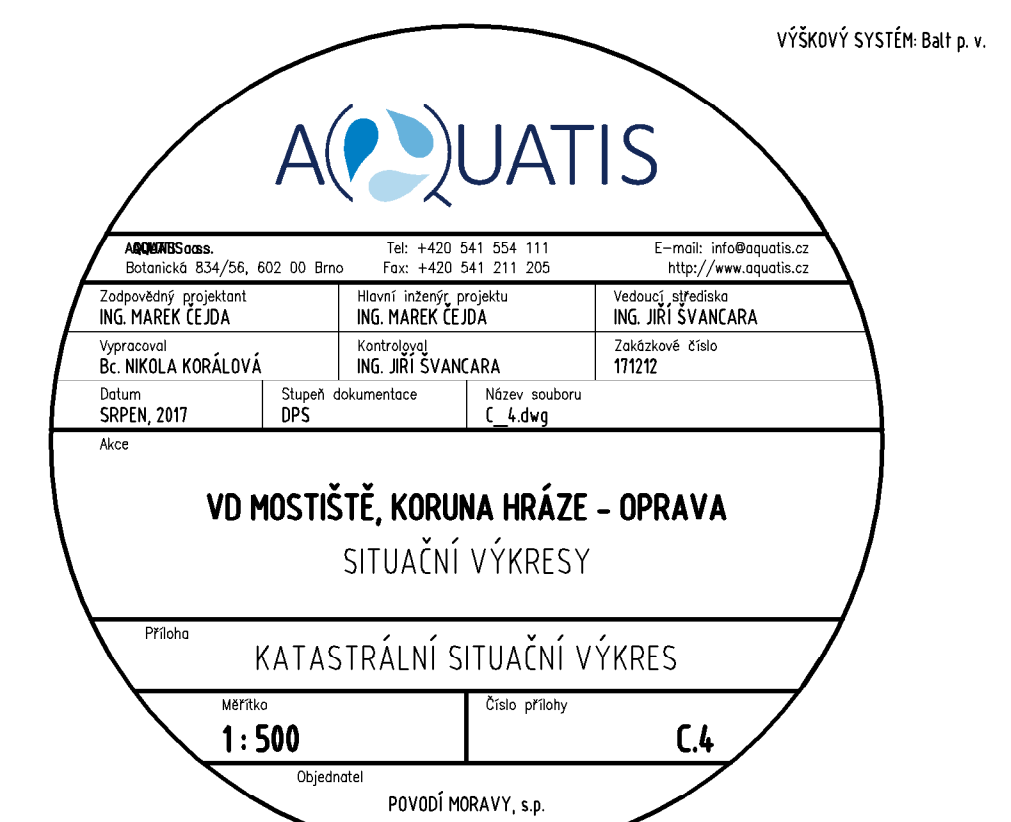 VÝŠKOVÝ SYSTÉM: Balt p. v.
AQUATIS
AQUATIS a.s. Tel: +420 541 554 111 E-mail: info@aquatis.cz
Botanická 834/56, 602 00 Brno Fax: +420 541 211 205 http://www.aquatis.cz
Zodpovědný projektant Hlavní inženýr projektu Vedoucí střediska
ING. MAREK ČEJDA ING. MAREK ČEJDA ING. JIŘÍ ŠVANCARA
Vypracoval Kontroloval Zakázkové číslo
Bc. NIKOLA KORÁLOVÁ ING. JIŘÍ ŠVANCARA 171212
Datum Stupeň dokumentace Název souboru
SRPEN, 2017 DPS C_4.dwg
Akce
VD MOSTIŠTĚ, KORUNA HRÁZE - OPRAVA
SITUAČNÍ VÝKRESY
Příloha
KATASTRÁLNÍ SITUAČNÍ VÝKRES
Měřítko Číslo přílohy
1 : 500 C.4
Objednatel
POVODÍ MORAVY, s.p.